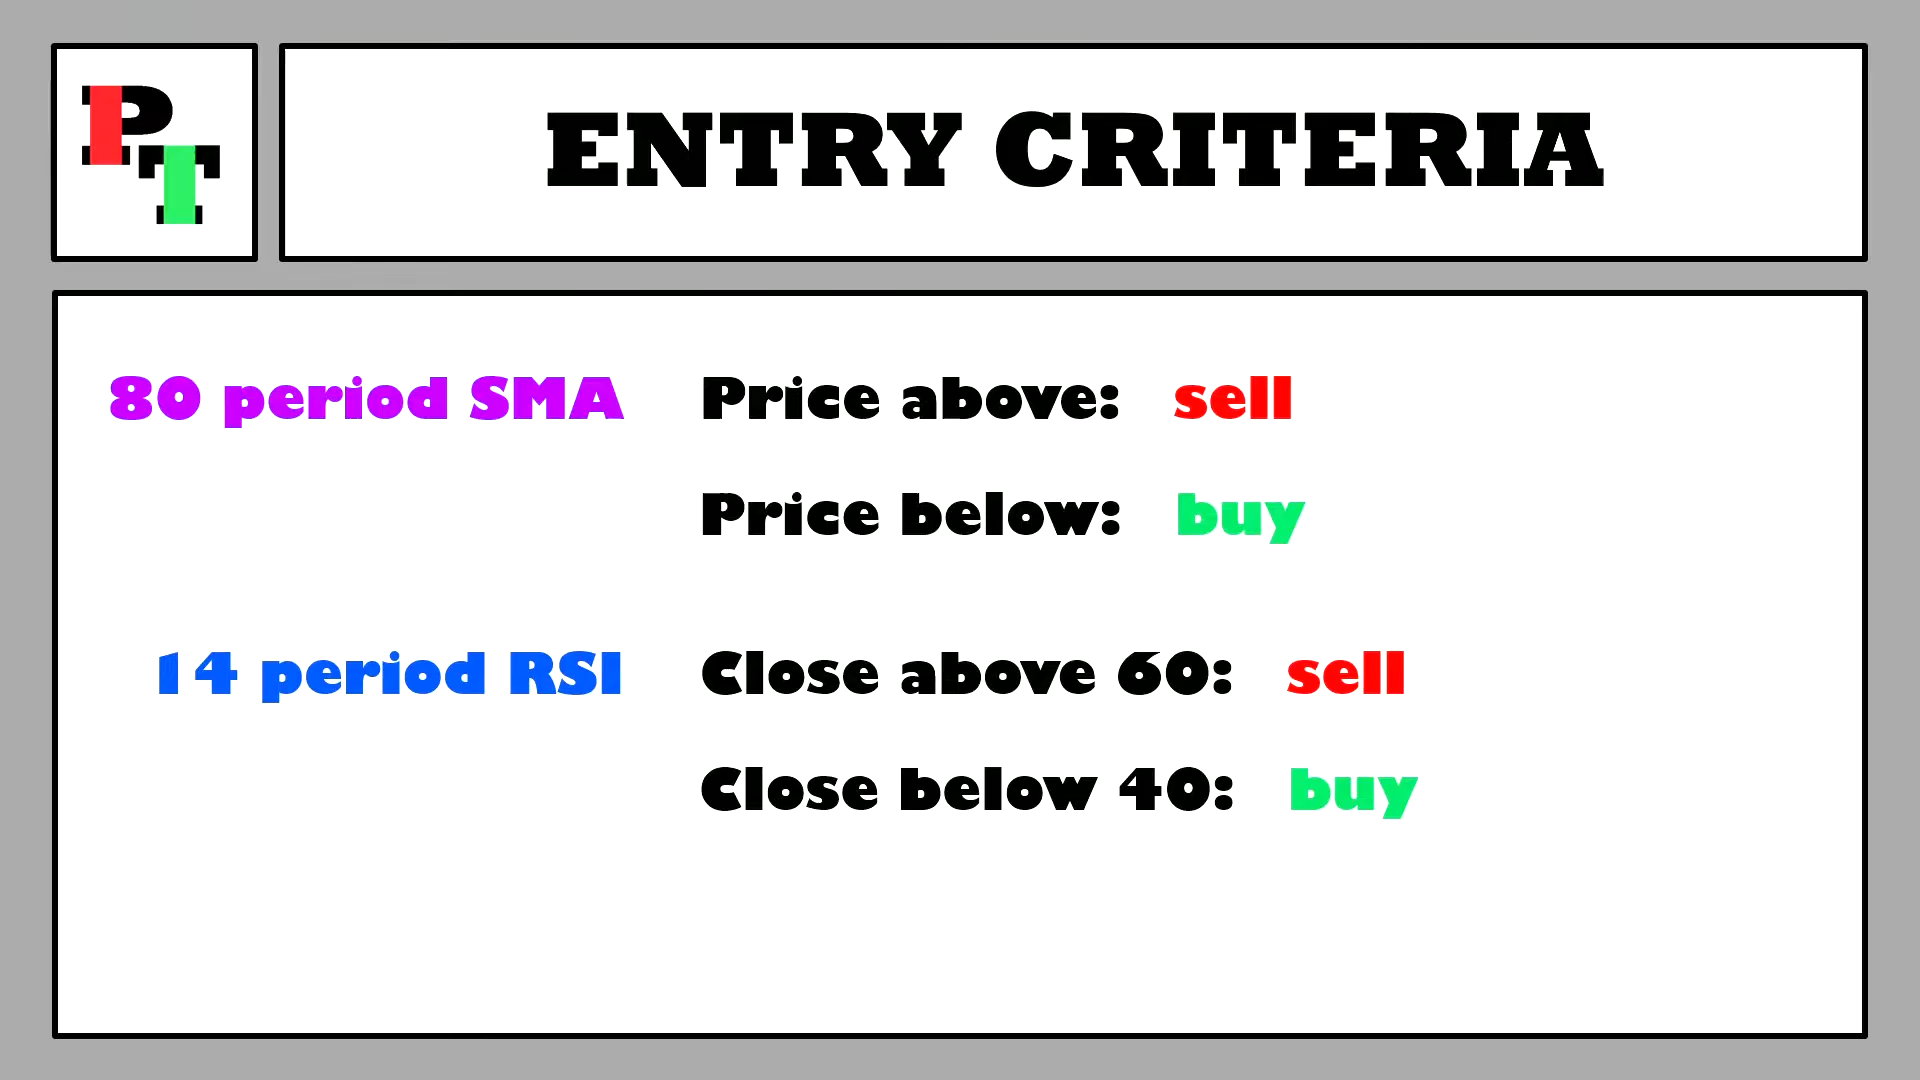 PT
ENTRY CRITERIA
80 period SMA Price above: sell
Price below: buy
14 period RSI Close above 60: sell
Close below 40: buy